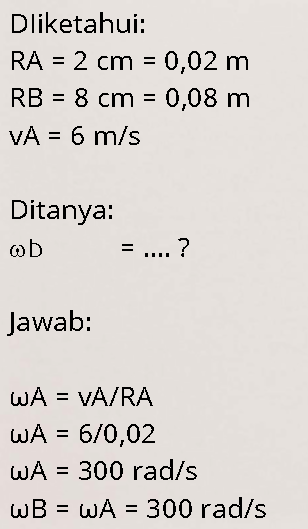 DIiketahui:
RA = 2 cm = 0,02 m
RB = 8 cm = 0,08 m
vA = 6 m/s
Ditanya:
ωb = .... ?
Jawab:
ωA = vA/RA
ωA = 6/0,02
ωA = 300 rad/s
ωB = ωA = 300 rad/s